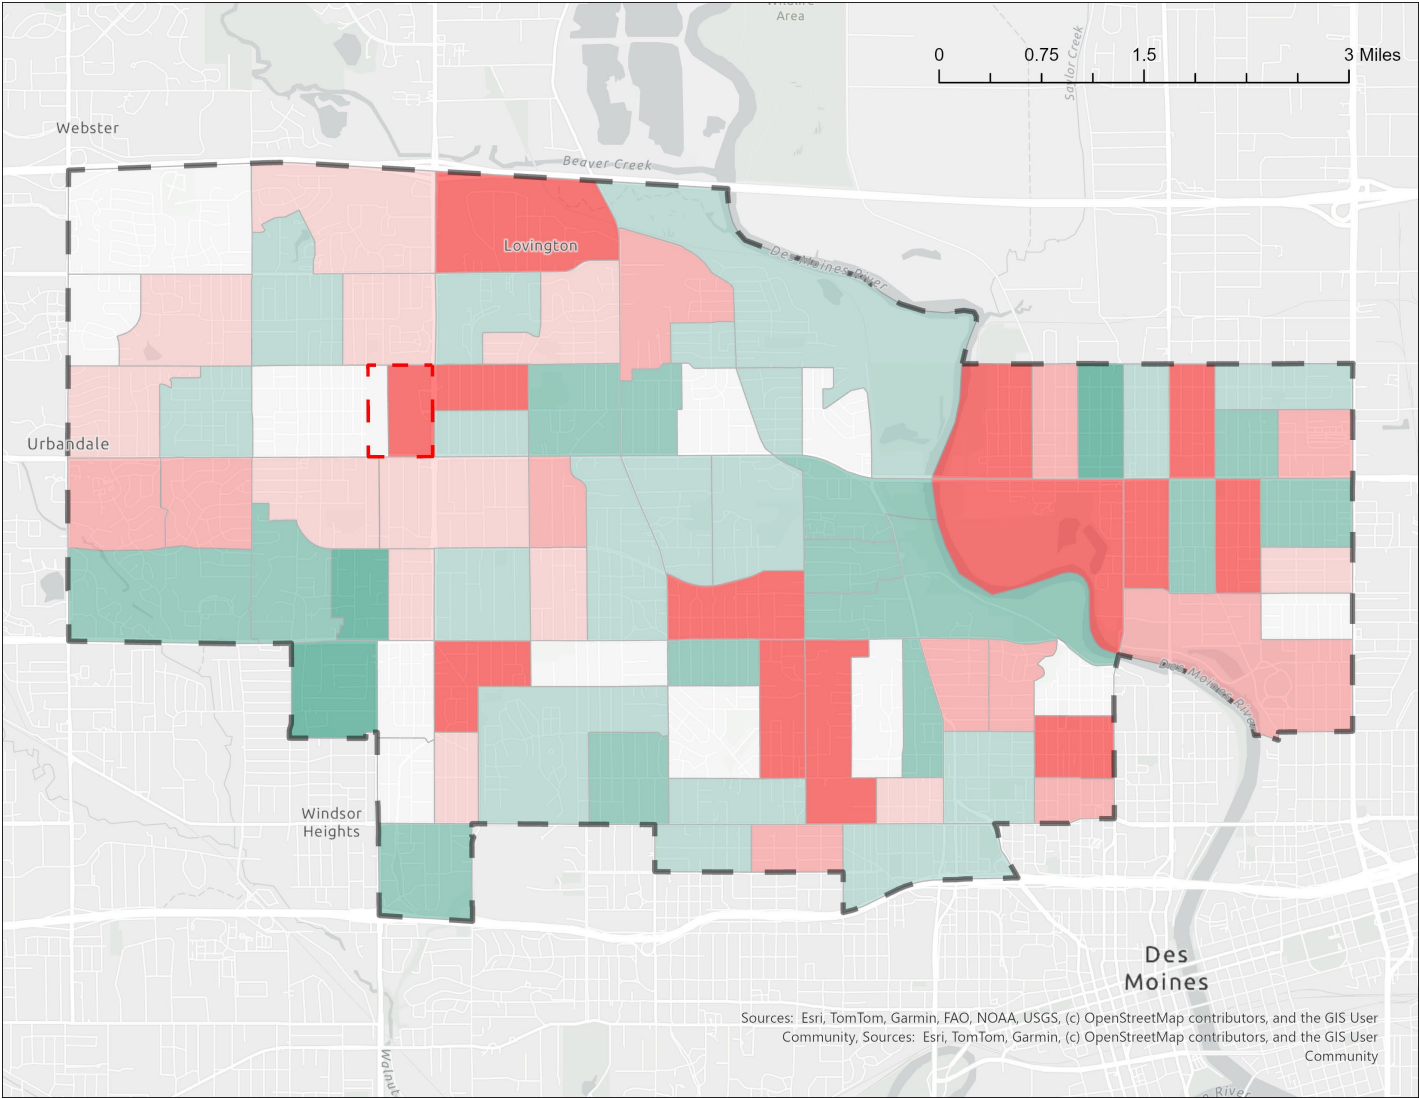 Wildlife
Area
0 0.75 1.5 3 Miles
Saylor Creek
Webster
Beaver Creek
Lovington
Des Moines River
Urbandale
Des Moines River
Windsor
Heights
Des
Moines
Sources: Esri, TomTom, Garmin, FAO, NOAA, USGS, (c) OpenStreetMap contributors, and the GIS User
Community, Sources: Esri, TomTom, Garmin, (c) OpenStreetMap contributors, and the GIS User
Community
Walnut
River